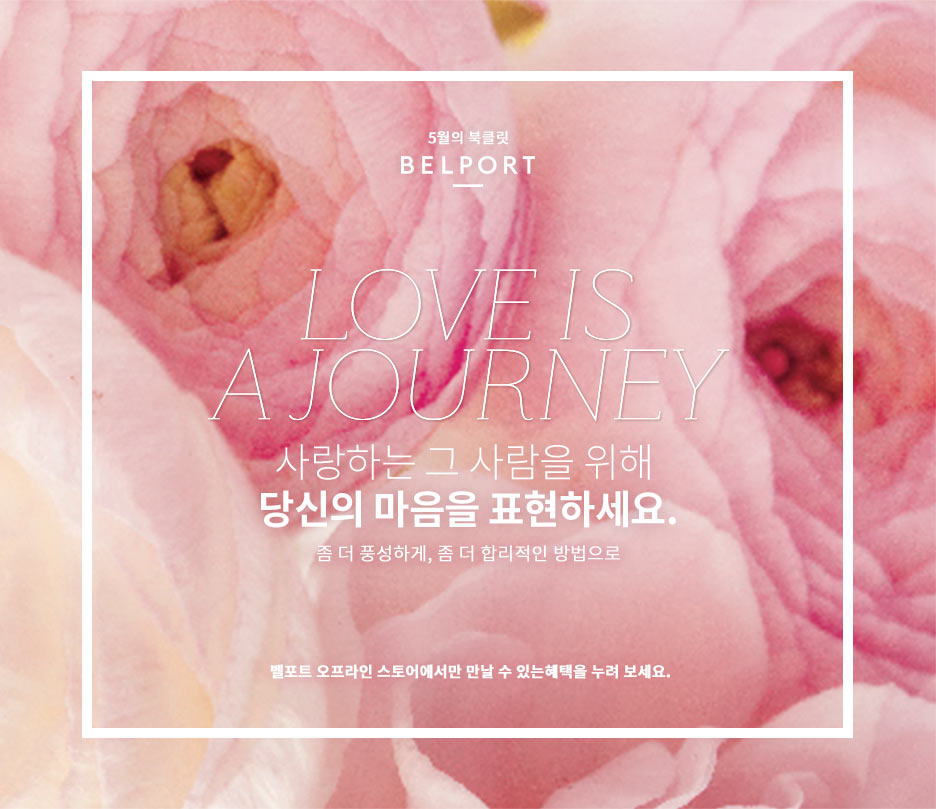 5월의 북클릿
BELPORT
LOVE IS
A JOURNEY
사랑하는 그 사람을 위해
당신의 마음을 표현하세요.
좀 더 풍성하게, 좀 더 합리적인 방법으로
벨포트 오프라인 스토어에서만 만날 수 있는혜택을 누려 보세요.